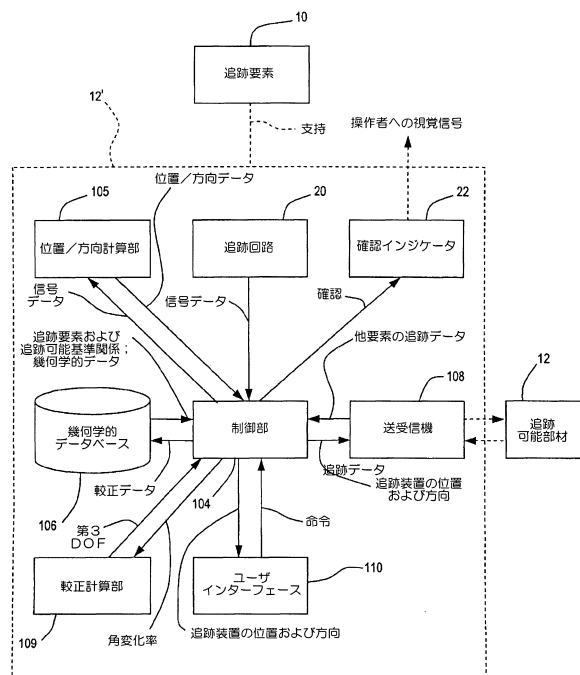 10
追跡要素
12'
支持
操作者への視覚信号
位置／方向データ
105
20
22
位置／方向計算部
追跡回路
確認インジケータ
信号
データ
信号データ
確認
追跡要素および
追跡可能基準関係；
幾何学的データ
他要素の追跡データ
108
12
幾何学的
データベース
制御部
送受信機
追跡
可能部材
較正データ
104
追跡データ
追跡装置の位置
および方向
106
第３
ＤＯＦ
命令
較正計算部
ユーザ
インターフェース
110
109
角変化率
追跡装置の位置および方向